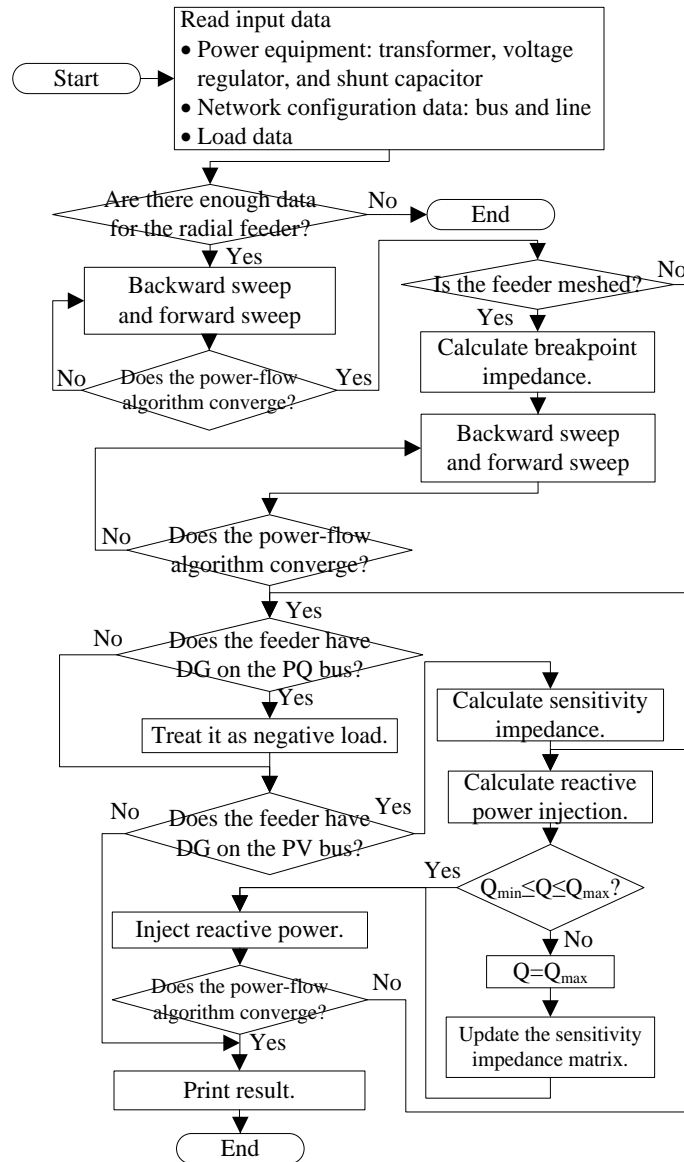 Read input data
• Power equipment: transformer, voltage
regulator, and shunt capacitor
• Network configuration data: bus and line
• Load data
Start
Are there enough data
for the radial feeder?
No
End
Yes
Backward sweep
and forward sweep
Is the feeder meshed?
No
Yes
Calculate breakpoint
impedance.
No
Does the power-flow
algorithm converge?
Yes
Backward sweep
and forward sweep
No
Does the power-flow
algorithm converge?
Yes
No
Does the feeder have
DG on the PQ bus?
Yes
Treat it as negative load.
Calculate sensitivity
impedance.
No
Does the feeder have
DG on the PV bus?
Yes
Calculate reactive
power injection.
Yes
Qmin≤Q≤Qmax?
No
Inject reactive power.
Q=Qmax
Does the power-flow
algorithm converge?
No
Yes
Update the sensitivity
impedance matrix.
Print result.
End